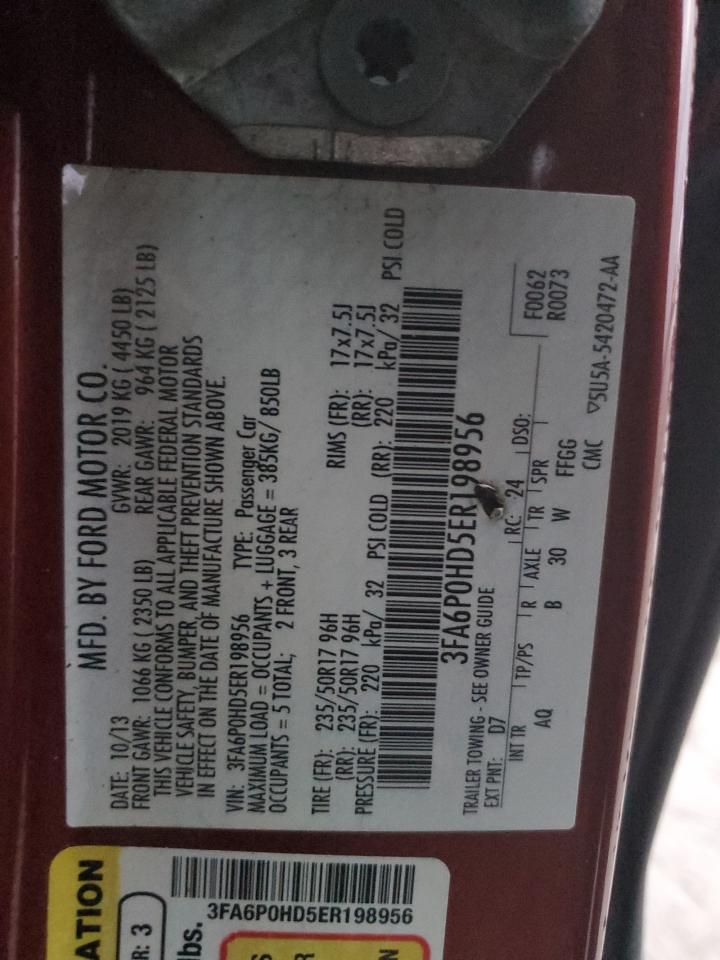 MFD. BY FORD MOTOR CO.
DATE: 10/13 GVWR: 2019 KG ( 4450 LB)
FRONT GAWR: 1066 KG ( 2350 LB) REAR GAWR: 964 KG ( 2125 LB)
THIS VEHICLE CONFORMS TO ALL APPLICABLE FEDERAL MOTOR
VEHICLE SAFETY, BUMPER, AND THEFT PREVENTION STANDARDS
IN EFFECT ON THE DATE OF MANUFACTURE SHOWN ABOVE.
VIN: 3FA6P0HD5ER198956 TYPE: Passenger Car
MAXIMUM LOAD = OCCUPANTS + LUGGAGE = 385KG/ 850LB
OCCUPANTS = 5 TOTAL; 2 FRONT, 3 REAR
TIRE (FR): 235/50R17 96H RIMS (FR): 17x7.5J
(RR): 235/50R17 96H (RR): 17x7.5J
PRESSURE (FR): 220 kPa/ 32 PSI COLD (RR): 220 kPa/ 32 PSI COLD
3FA6P0HD5ER198956
TRAILER TOWING - SEE OWNER GUIDE
EXT PNT: D7 RC: 24 DSO: F0062
INT TR TP/PS R AXLE TR SPR R0073
AQ B 30 W FFGG
CMC ▽5U5A-5420472-AA
ATION
R: 3
lbs.
3FA6P0HD5ER198956
S
R
N